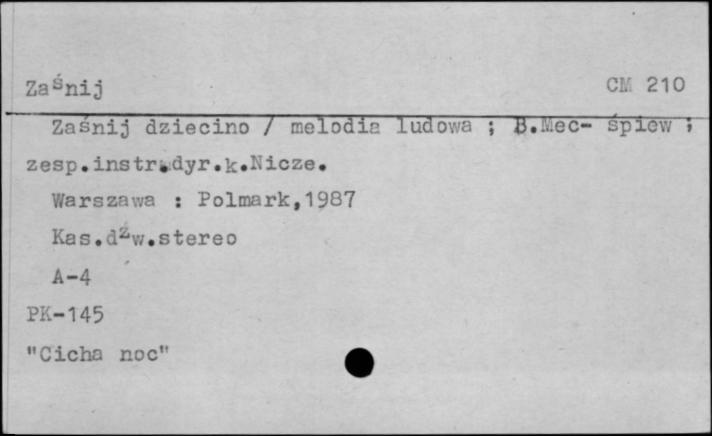 Zaśnij CM 210
Zaśnij dziecino / melodia ludowa ; B.Mec- śpiew ;
zesp.instr.dyr.k.Nicze.
Warszawa : Polmark,1987
Kas.dźw.stereo
A-4
PK-145
"Cicha noc"